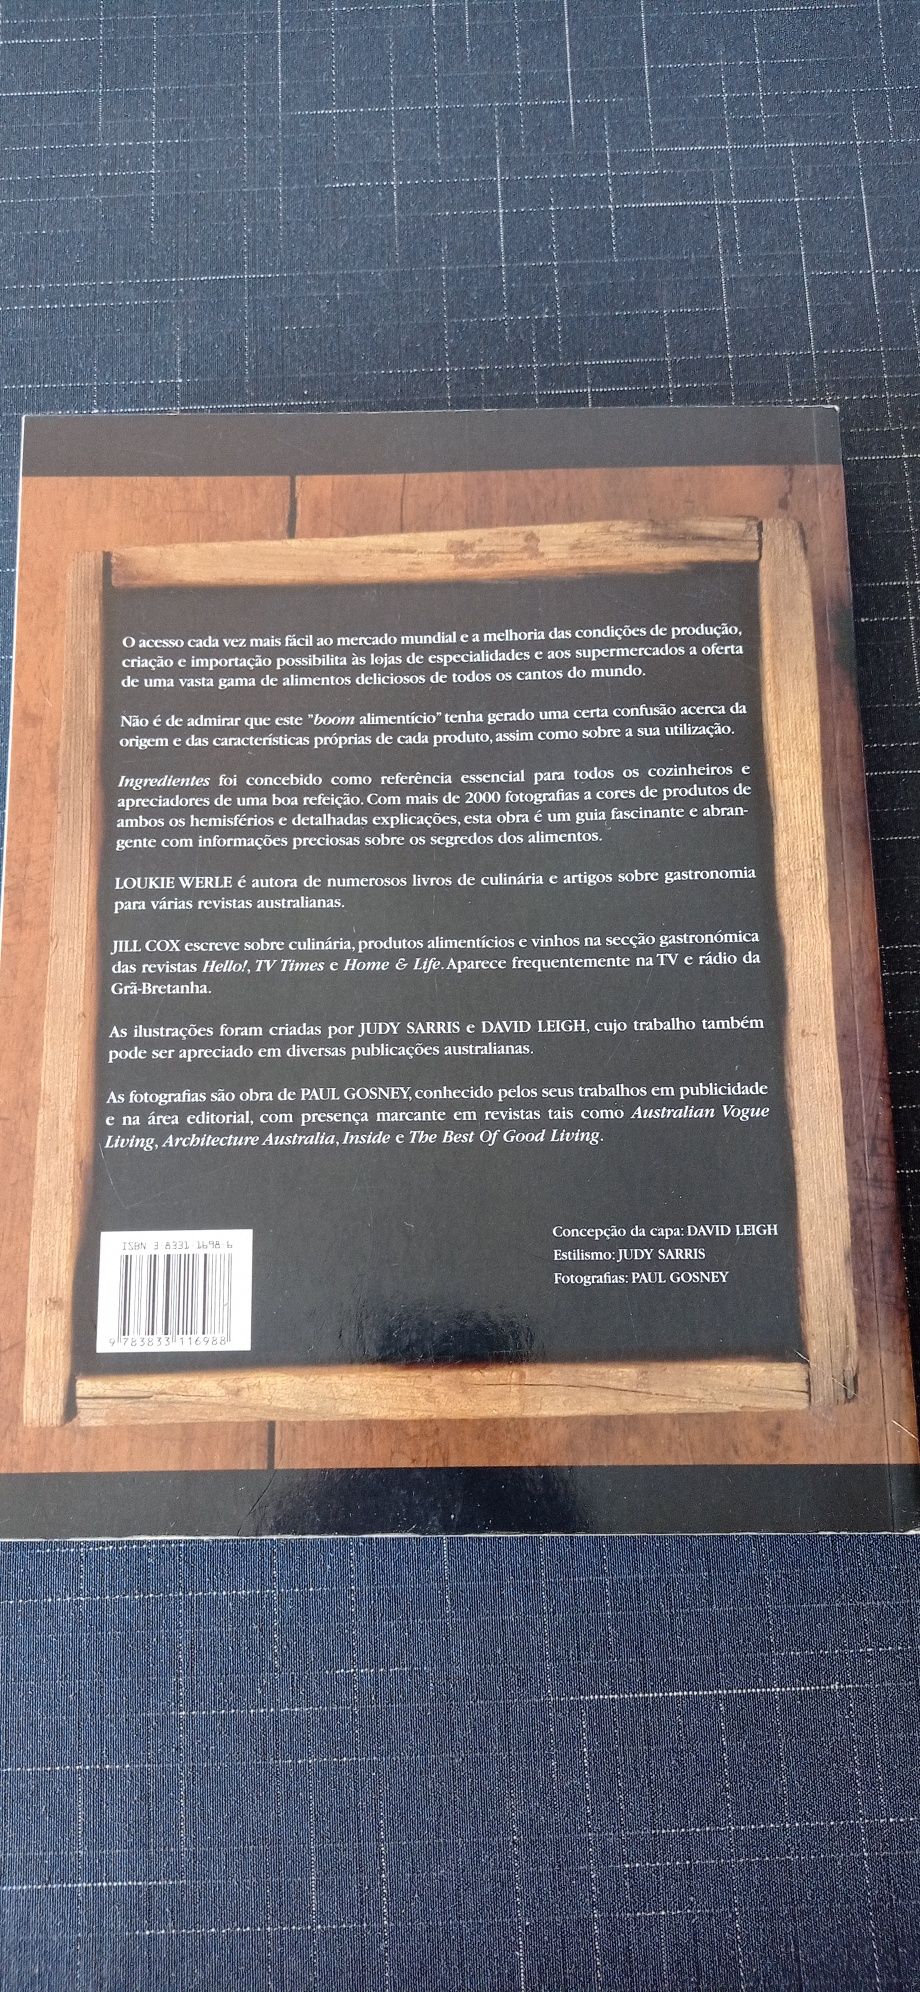 O acesso cada vez mais fácil ao mercado mundial e a melhoria das condições de produção,
criação e importação possibilita às lojas de especialidades e aos supermercados a oferta
de uma vasta gama de alimentos deliciosos de todos os cantos do mundo.
Não é de admirar que este "boom alimentício" tenha gerado uma certa confusão acerca da
origem e das características próprias de cada produto, assim como sobre a sua utilização.
Ingredientes foi concebido como referência essencial para todos os cozinheiros e
apreciadores de uma boa refeição. Com mais de 2000 fotografias a cores de produtos de
ambos os hemisférios e detalhadas explicações, esta obra é um guia fascinante e abran-
gente com informações preciosas sobre os segredos dos alimentos.
LOUKIE WERLE é autora de numerosos livros de culinária e artigos sobre gastronomia
para várias revistas australianas.
JILL COX escreve sobre culinária, produtos alimentícios e vinhos na secção gastronómica
das revistas Hello!, TV Times e Home & Life. Aparece frequentemente na TV e rádio da
Grã-Bretanha.
As ilustrações foram criadas por JUDY SARRIS e DAVID LEIGH, cujo trabalho também
pode ser apreciado em diversas publicações australianas.
As fotografias são obra de PAUL GOSNEY, conhecido pelos seus trabalhos em publicidade
e na área editorial, com presença marcante em revistas tais como Australian Vogue
Living, Architecture Australia, Inside e The Best Of Good Living.
Concepção da capa: DAVID LEIGH
Estilismo: JUDY SARRIS
Fotografias: PAUL GOSNEY
ISBN 3-8331-1698-6
9 783833 116988